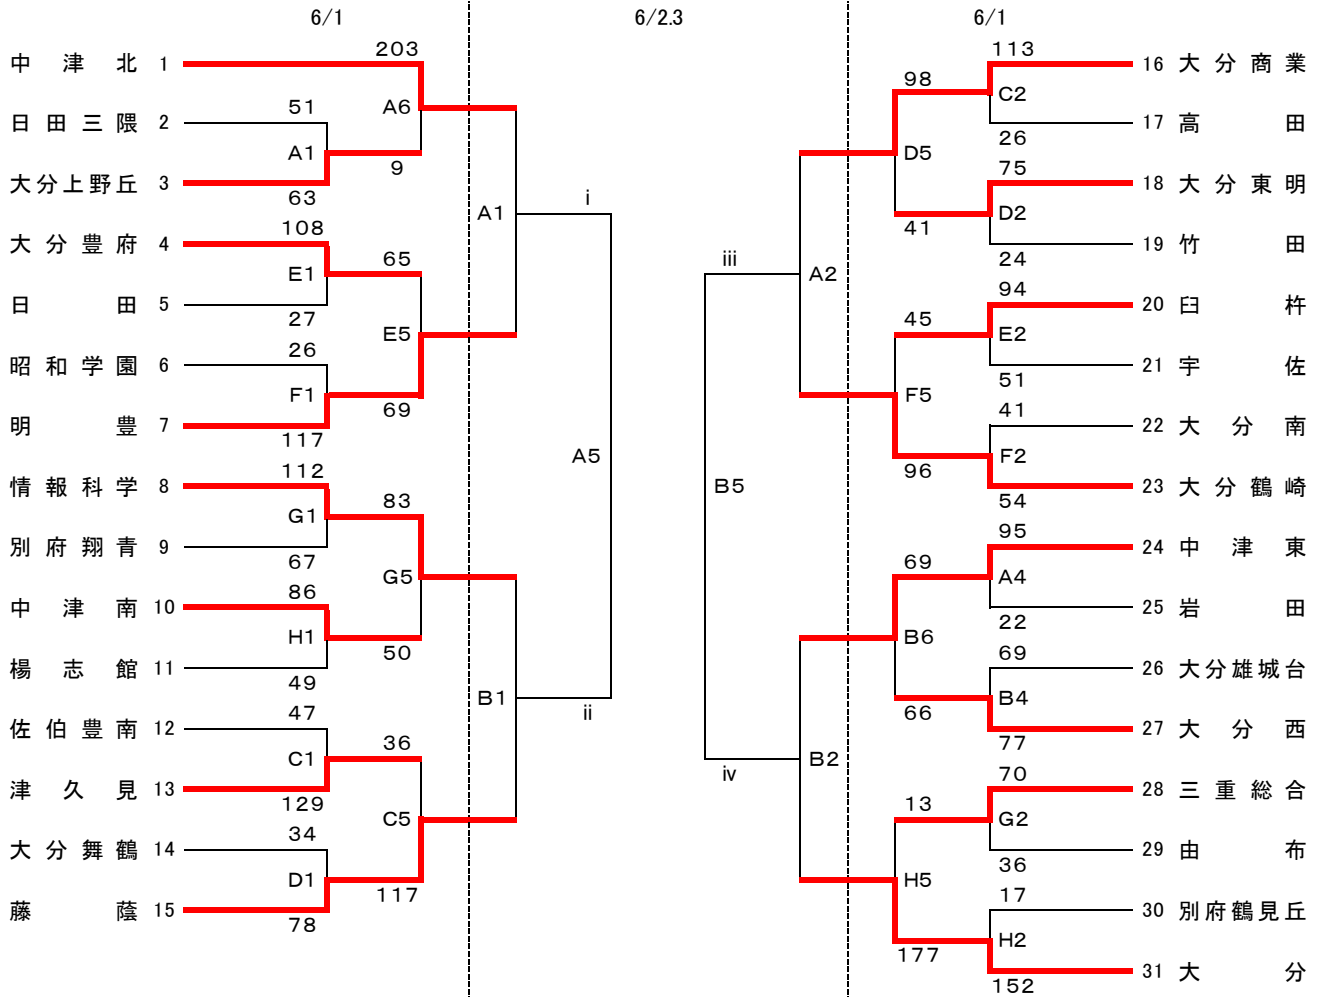 6/1
6/2.3
6/1
中津北 1
203
A6
日田三隈 2
51
A1
9
大分上野丘 3
63
A1
i
大分豊府 4
108
E1
65
日田 5
27
E5
昭和学園 6
26
F1
69
明豊 7
117
A5
情報科学 8
112
G1
83
別府翔青 9
67
G5
中津南 10
86
H1
50
楊志館 11
49
B1
ii
佐伯豊南 12
47
C1
36
津久見 13
129
C5
大分舞鶴 14
34
D1
117
藤蔭 15
78
113
16 大分商業
98
C2
17 高田
26
D5
75
18 大分東明
D2
41
19 竹田
24
iii
A2
94
20 臼杵
45
E2
21 宇佐
51
F5
41
22 大分南
F2
96
23 大分鶴崎
54
B5
95
24 中津東
69
A4
25 岩田
22
B6
69
26 大分雄城台
B4
66
27 大分西
77
iv
B2
70
28 三重総合
13
G2
29 由布
36
H5
17
30 別府鶴見丘
H2
177
31 大分
152